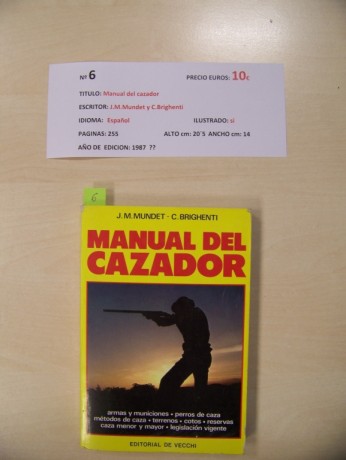 Nº 6 PRECIO EUROS: 10€
TITULO: Manual del cazador
ESCRITOR: J.M.Mundet y C.Brighenti
IDIOMA: Español ILUSTRADO: si
PAGINAS: 255 ALTO cm: 20´5 ANCHO cm: 14
AÑO DE EDICION: 1987 ??
6
J. M. MUNDET - C. BRIGHENTI
MANUAL DEL
CAZADOR
armas y municiones • perros de caza
métodos de caza • terrenos • cotos • reservas
caza menor y mayor • legislación vigente
EDITORIAL DE VECCHI